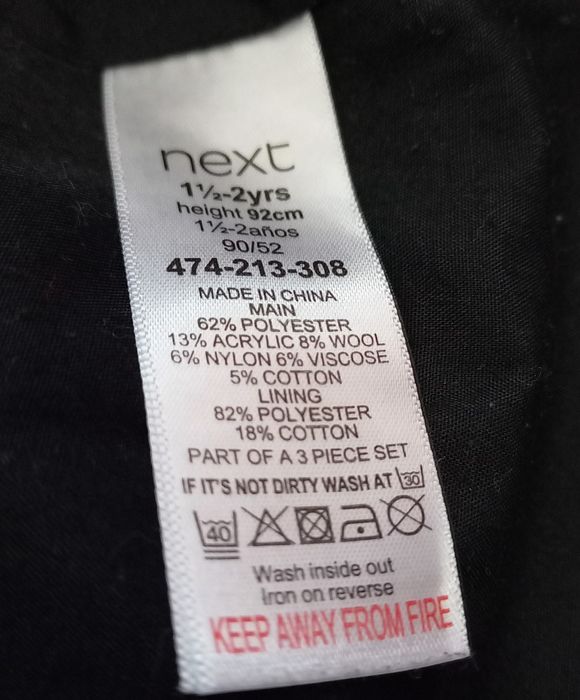 next
1½-2yrs
height 92cm
1½-2años
90/52
474-213-308
MADE IN CHINA
MAIN
62% POLYESTER
13% ACRYLIC 8% WOOL
6% NYLON 6% VISCOSE
5% COTTON
LINING
82% POLYESTER
18% COTTON
PART OF A 3 PIECE SET
IF IT'S NOT DIRTY WASH AT 30
40
Wash inside out
Iron on reverse
KEEP AWAY FROM FIRE